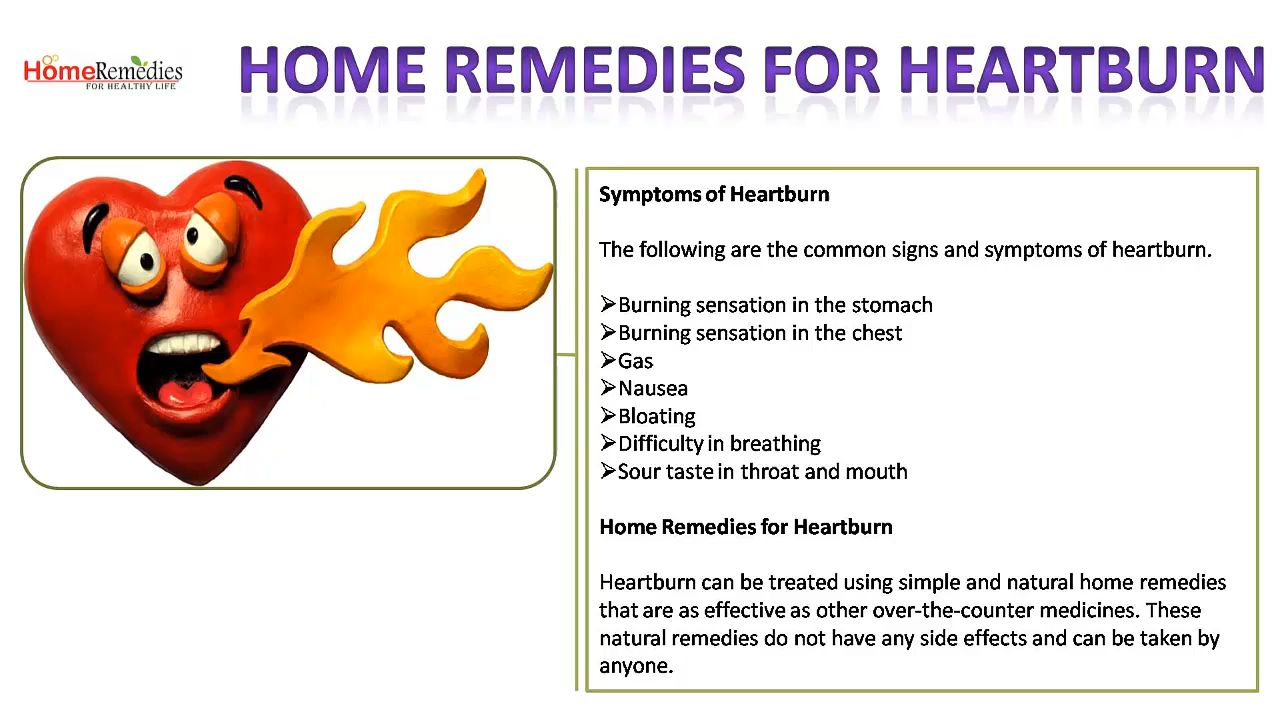 HomeRemedies
FOR HEALTHY LIFE
HOME REMEDIES FOR HEARTBURN
Symptoms of Heartburn
The following are the common signs and symptoms of heartburn.
➢Burning sensation in the stomach
➢Burning sensation in the chest
➢Gas
➢Nausea
➢Bloating
➢Difficulty in breathing
➢Sour taste in throat and mouth
Home Remedies for Heartburn
Heartburn can be treated using simple and natural home remedies
that are as effective as other over-the-counter medicines. These
natural remedies do not have any side effects and can be taken by
anyone.